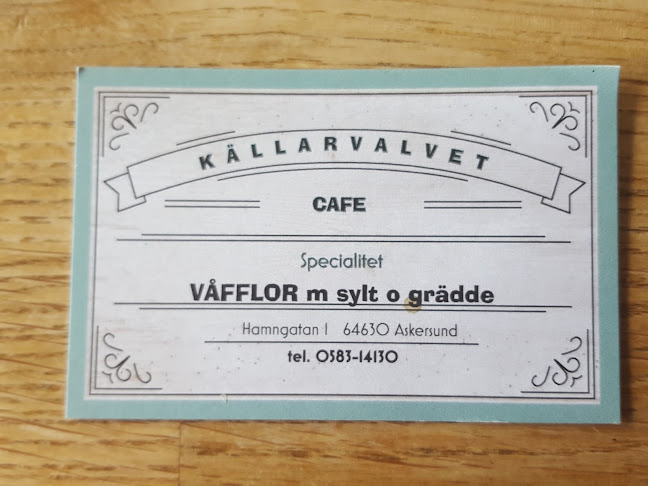 KÄLLARVALVET
CAFE
Specialitet
VÅFFLOR m sylt o grädde
Hamngatan 1 64630 Askersund
tel. 0583-14130